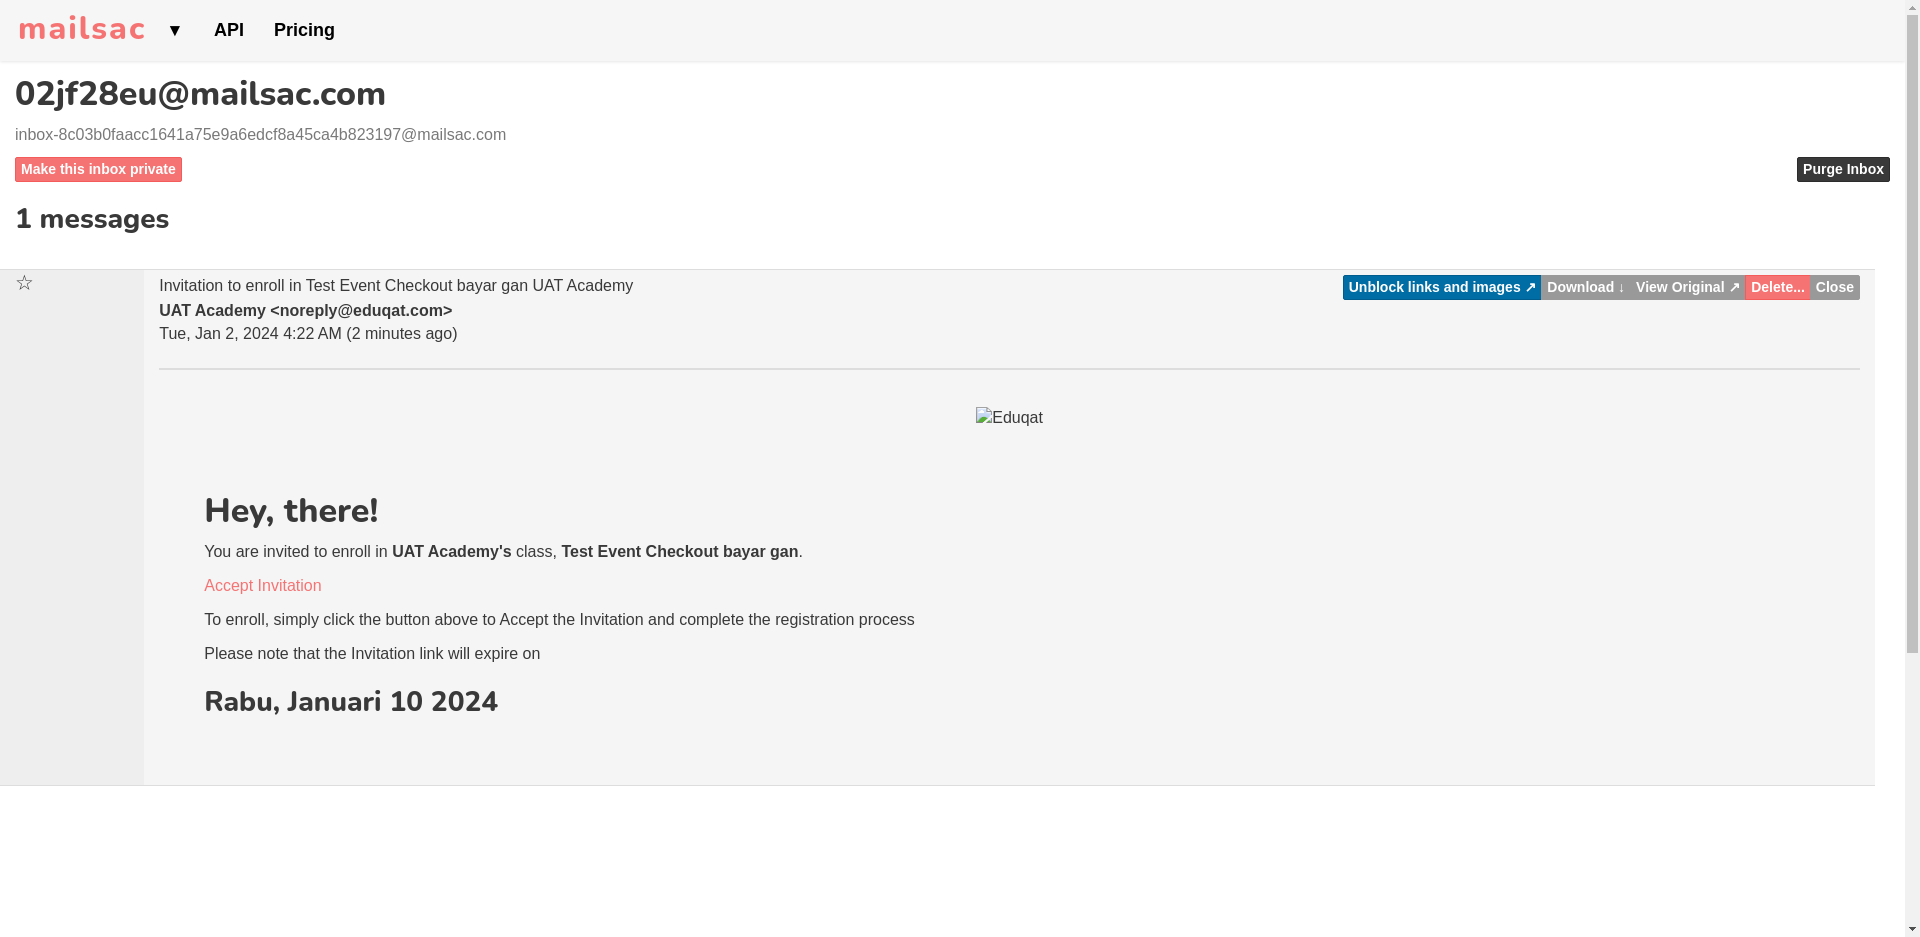 mailsac ▼ API Pricing
02jf28eu@mailsac.com
inbox-8c03b0faacc1641a75e9a6edcf8a45ca4b823197@mailsac.com
Make this inbox private Purge Inbox
1 messages
☆ Invitation to enroll in Test Event Checkout bayar gan UAT Academy Unblock links and images ↗ Download ↓ View Original ↗ Delete... Close
UAT Academy <noreply@eduqat.com>
Tue, Jan 2, 2024 4:22 AM (2 minutes ago)
Eduqat
Hey, there!
You are invited to enroll in UAT Academy's class, Test Event Checkout bayar gan.
Accept Invitation
To enroll, simply click the button above to Accept the Invitation and complete the registration process
Please note that the Invitation link will expire on
Rabu, Januari 10 2024